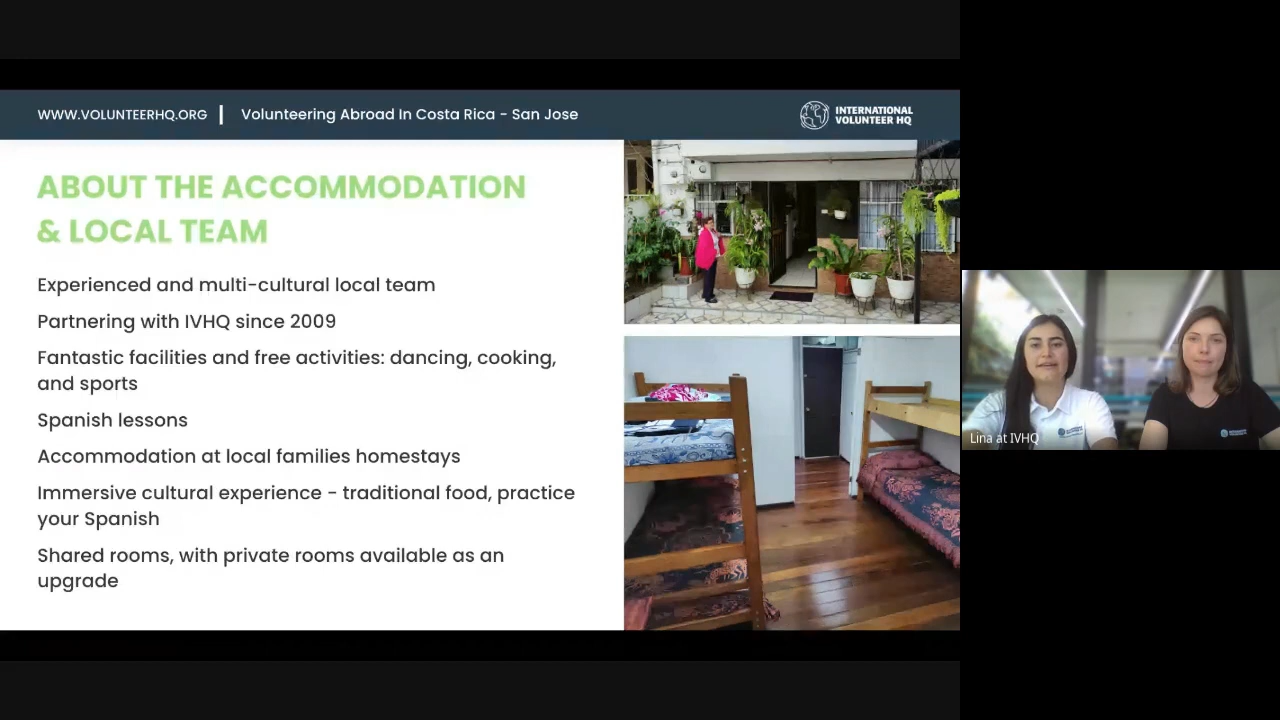 WWW.VOLUNTEERHQ.ORG | Volunteering Abroad In Costa Rica - San Jose
INTERNATIONAL
VOLUNTEER HQ
ABOUT THE ACCOMMODATION
& LOCAL TEAM
Experienced and multi-cultural local team
Partnering with IVHQ since 2009
Fantastic facilities and free activities: dancing, cooking,
and sports
Spanish lessons
Accommodation at local families homestays
Immersive cultural experience - traditional food, practice
your Spanish
Shared rooms, with private rooms available as an
upgrade
Lina at IVHQ